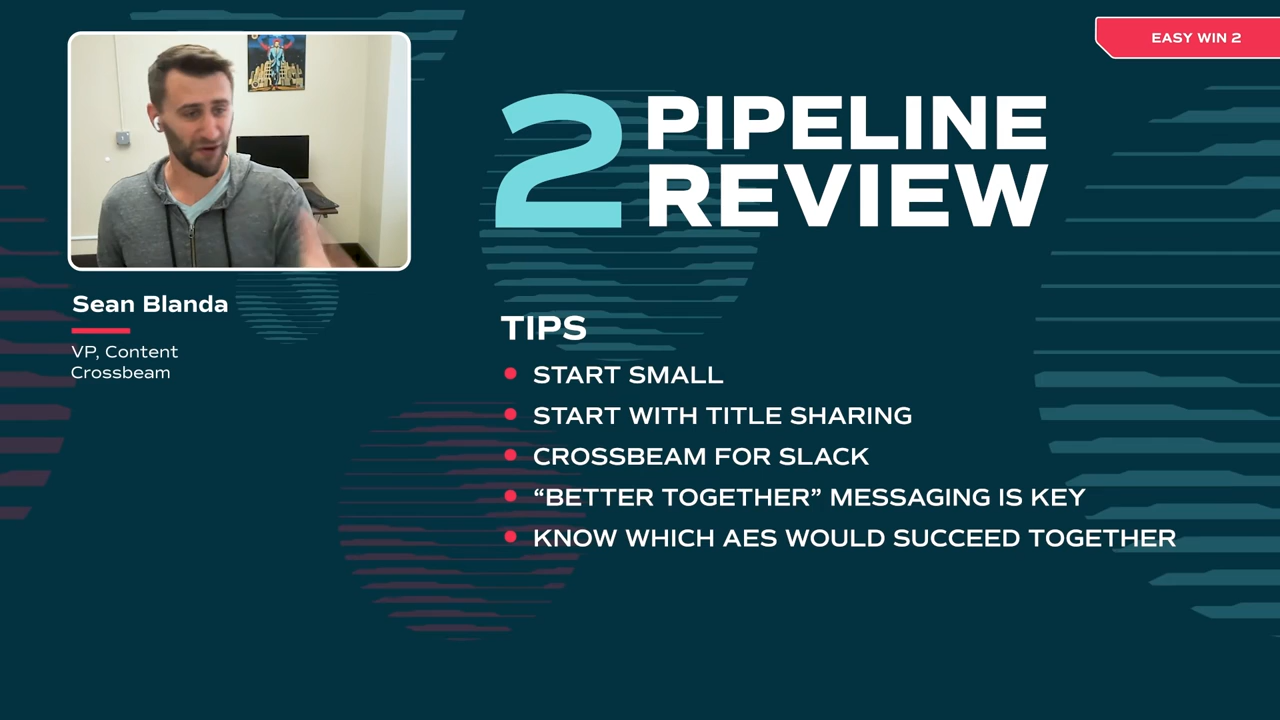 EASY WIN 2
2 PIPELINE
REVIEW
Sean Blanda
VP, Content
Crossbeam
TIPS
START SMALL
START WITH TITLE SHARING
CROSSBEAM FOR SLACK
“BETTER TOGETHER” MESSAGING IS KEY
KNOW WHICH AES WOULD SUCCEED TOGETHER